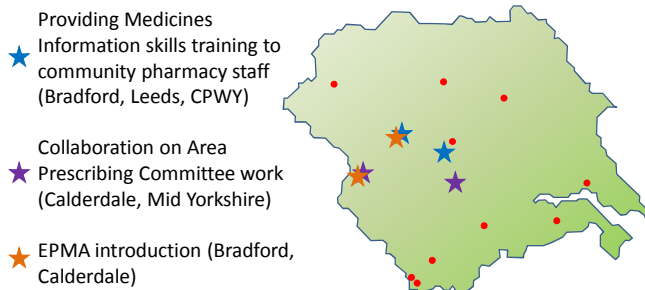 Providing Medicines
Information skills training to
community pharmacy staff
(Bradford, Leeds, CPWY)
Collaboration on Area
Prescribing Committee work
(Calderdale, Mid Yorkshire)
EPMA introduction (Bradford,
Calderdale)